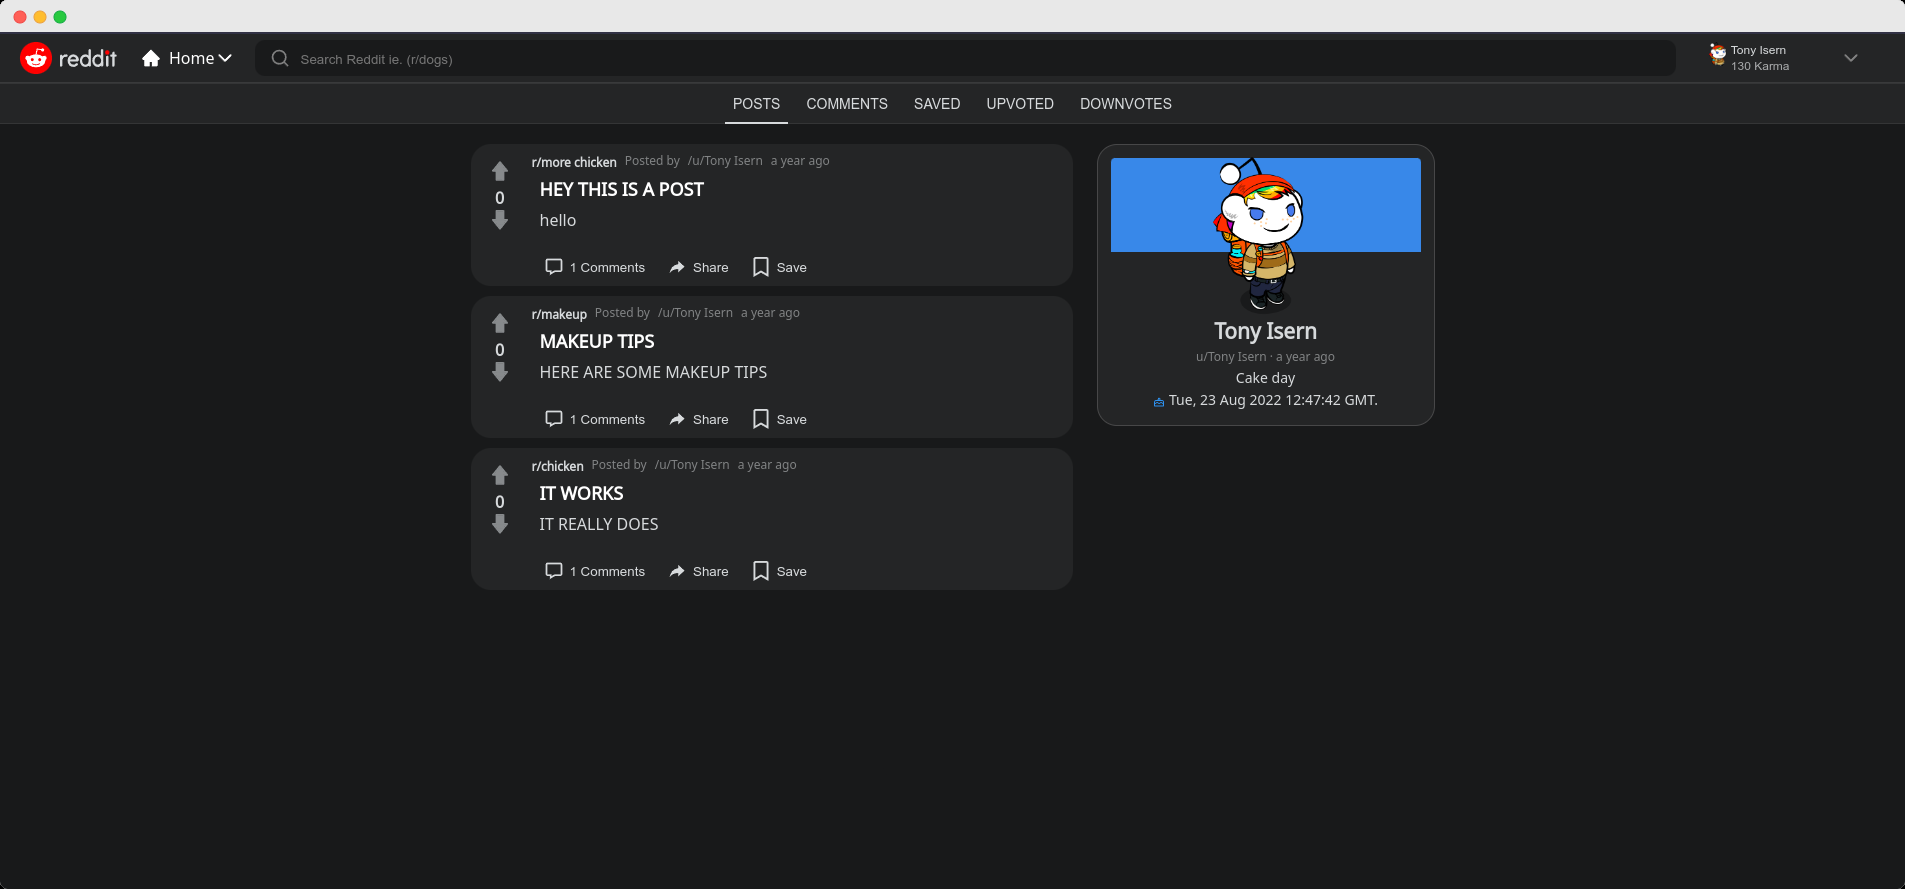 reddit Home Search Reddit ie. (r/dogs) Tony Isern
130 Karma
POSTS COMMENTS SAVED UPVOTED DOWNVOTES
r/more chicken Posted by /u/Tony Isern a year ago
HEY THIS IS A POST
0
hello
1 Comments Share Save
r/makeup Posted by /u/Tony Isern a year ago
MAKEUP TIPS
0
HERE ARE SOME MAKEUP TIPS
1 Comments Share Save
r/chicken Posted by /u/Tony Isern a year ago
IT WORKS
0
IT REALLY DOES
1 Comments Share Save
Tony Isern
u/Tony Isern · a year ago
Cake day
Tue, 23 Aug 2022 12:47:42 GMT.